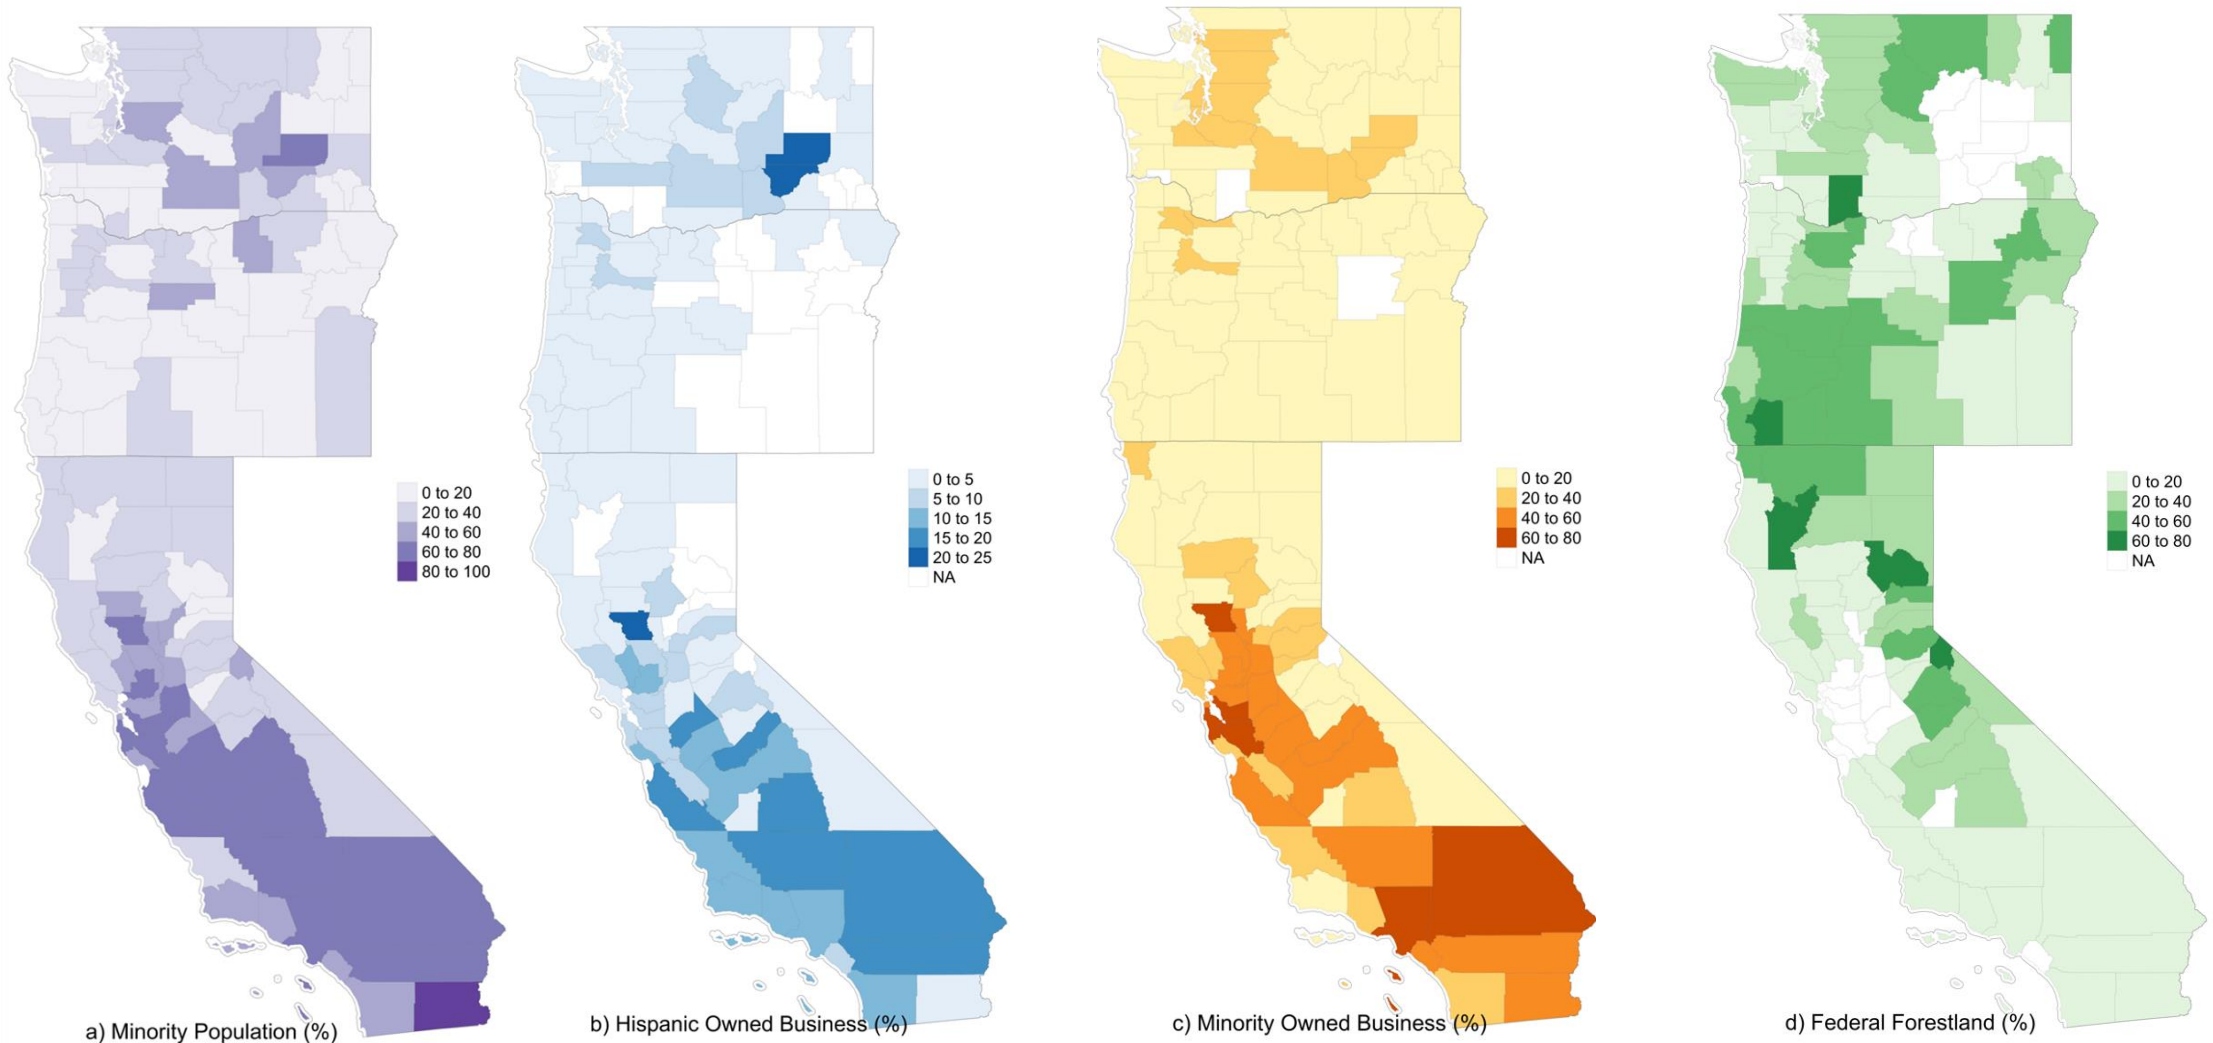 0 to 20
20 to 40
40 to 60
60 to 80
80 to 100
a) Minority Population (%)
0 to 5
5 to 10
10 to 15
15 to 20
20 to 25
NA
b) Hispanic Owned Business (%)
0 to 20
20 to 40
40 to 60
60 to 80
NA
c) Minority Owned Business (%)
0 to 20
20 to 40
40 to 60
60 to 80
NA
d) Federal Forestland (%)